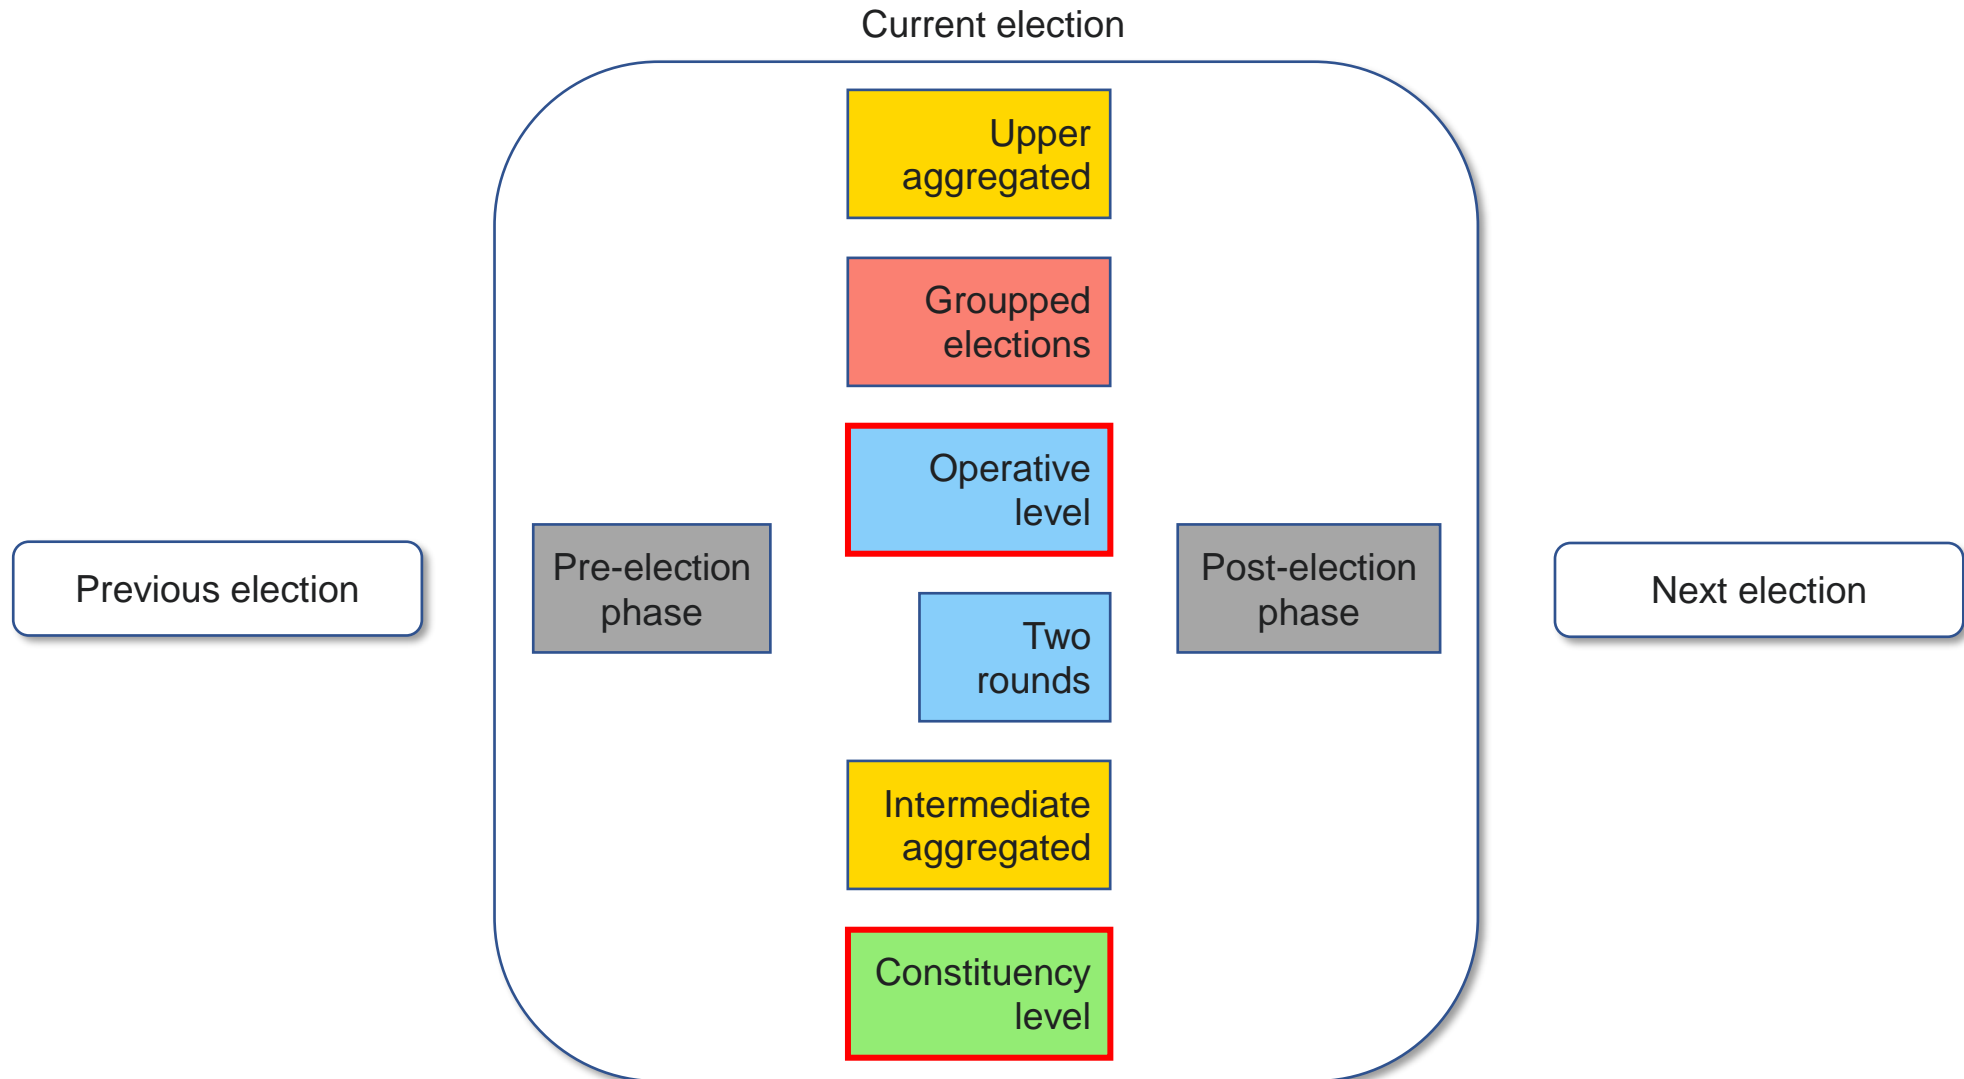 Current election
Upper
aggregated
Groupped
elections
Operative
level
Previous election
Pre-election
phase
Two
rounds
Post-election
phase
Next election
Intermediate
aggregated
Constituency
level